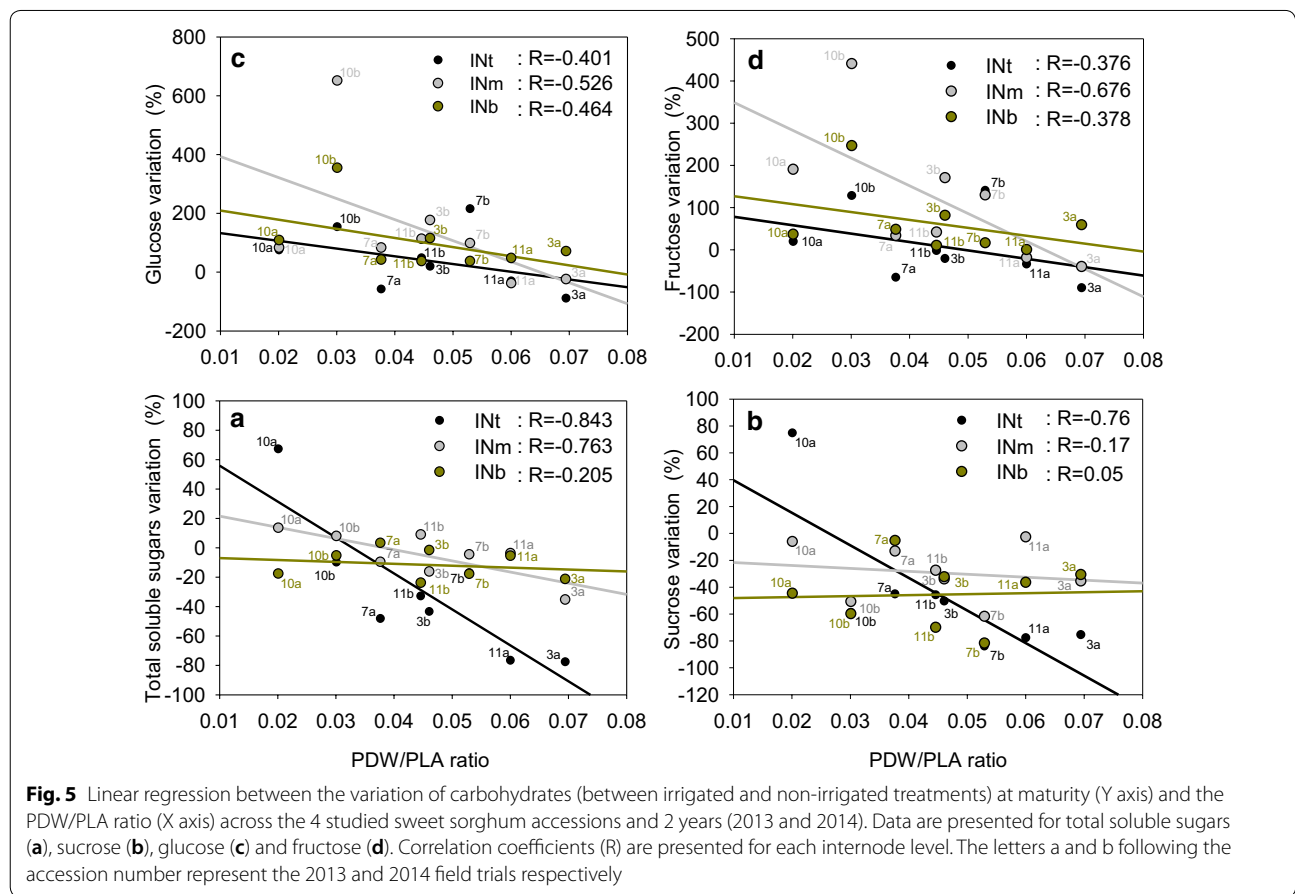 c
INt : R=-0.401
INm : R=-0.526
INb : R=-0.464
Glucose variation (%)
800
600
400
200
0
-200
0.01 0.02 0.03 0.04 0.05 0.06 0.07 0.08
10b
10b
10b
10a
10a
10a
7a
7a
7a
11b
11b
11b
3b
3b
3b
7b
7b
7b
11a
11a
11a
3a
3a
3a
d
INt : R=-0.376
INm : R=-0.676
INb : R=-0.378
Fructose variation (%)
500
400
300
200
100
0
-100
-200
0.01 0.02 0.03 0.04 0.05 0.06 0.07 0.08
10b
10b
10b
10a
10a
10a
7a
7a
7a
11b
11b
11b
3b
3b
3b
7b
7b
7b
11a
11a
11a
3a
3a
3a
a
INt : R=-0.843
INm : R=-0.763
INb : R=-0.205
Total soluble sugars variation (%)
100
80
60
40
20
0
-20
-40
-60
-80
-100
0.01 0.02 0.03 0.04 0.05 0.06 0.07 0.08
PDW/PLA ratio
10a
10a
10a
10b
10b
10b
7a
7a
7a
11b
11b
11b
3b
3b
3b
7b
7b
7b
11a
11a
11a
3a
3a
3a
b
INt : R=-0.76
INm : R=-0.17
INb : R=0.05
Sucrose variation (%)
100
80
60
40
20
0
-20
-40
-60
-80
-100
-120
0.01 0.02 0.03 0.04 0.05 0.06 0.07 0.08
PDW/PLA ratio
10a
10a
10a
10b
10b
10b
7a
7a
7a
11b
11b
11b
3b
3b
3b
7b
7b
7b
11a
11a
11a
3a
3a
3a
Fig. 5 Linear regression between the variation of carbohydrates (between irrigated and non-irrigated treatments) at maturity (Y axis) and the
PDW/PLA ratio (X axis) across the 4 studied sweet sorghum accessions and 2 years (2013 and 2014). Data are presented for total soluble sugars
(a), sucrose (b), glucose (c) and fructose (d). Correlation coefficients (R) are presented for each internode level. The letters a and b following the
accession number represent the 2013 and 2014 field trials respectively